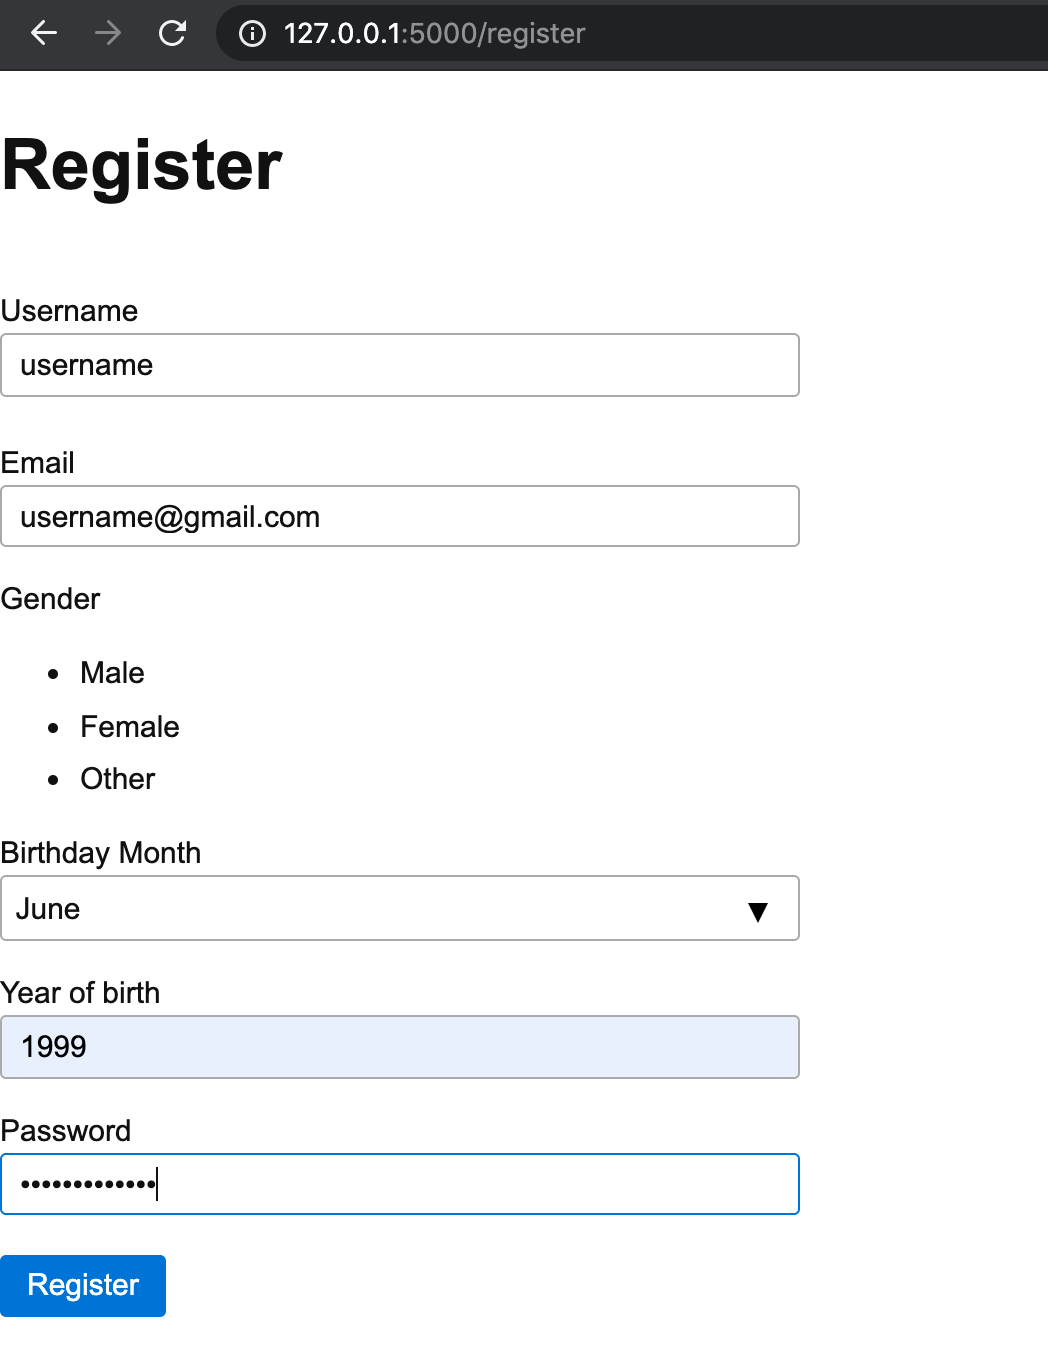 127.0.0.1:5000/register
Register
Username
username
Email
username@gmail.com
Gender
• Male
• Female
• Other
Birthday Month
June ▼
Year of birth
1999
Password
•••••••••••••
Register